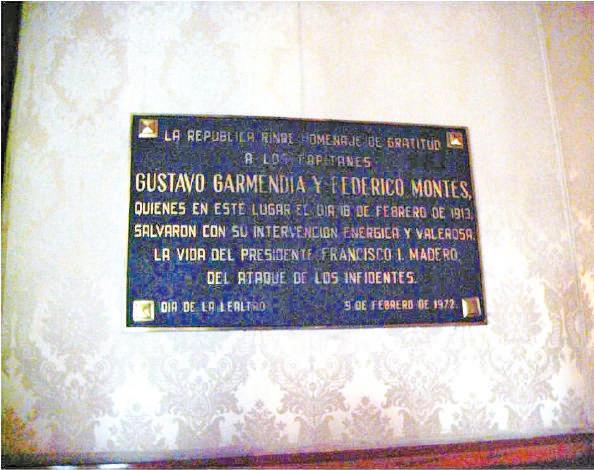 LA REPUBLICA RINDE HOMENAJE DE GRATITUD
A LOS CAPITANES
GUSTAVO GARMENDIA Y FEDERICO MONTES,
QUIENES EN ESTE LUGAR EL DIA 18 DE FEBRERO DE 1913,
SALVARON CON SU INTERVENCION ENERGICA Y VALEROSA,
LA VIDA DEL PRESIDENTE FRANCISCO I. MADERO,
DEL ATAQUE DE LOS INFIDENTES.
DIA DE LA LEALTAD 9 DE FEBRERO DE 1972.